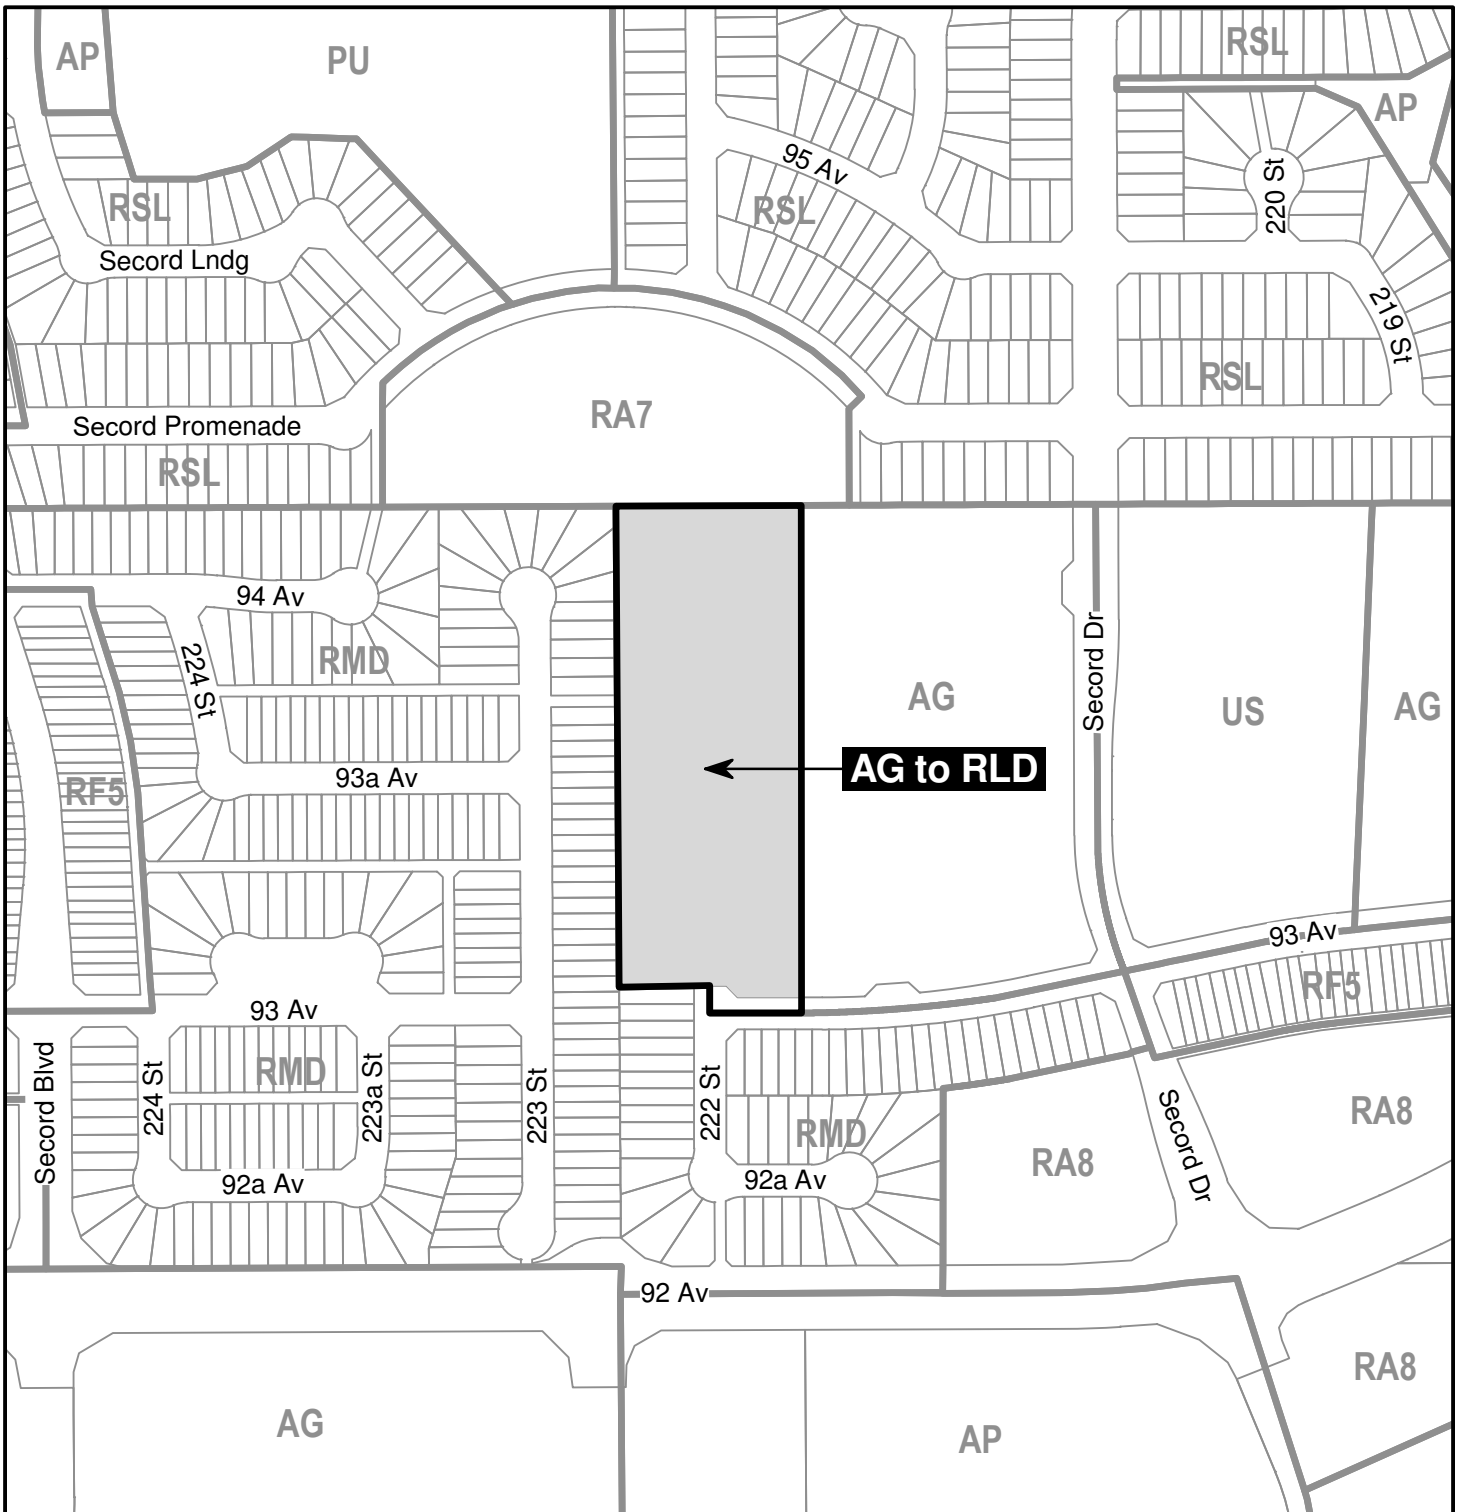 AP
PU
RSL
AP
95 Av
RSL
220 St
RSL
Secord Lndg
219 St
RSL
RA7
Secord Promenade
RSL
94 Av
224 St
RMD
Secord Dr
AG
US
AG
AG to RLD
93a Av
RF5
93 Av
RF5
93 Av
Secord Blvd
224 St
RMD
223a St
223 St
222 St
RMD
Secord Dr
RA8
RA8
92a Av
92a Av
92 Av
RA8
AG
AP